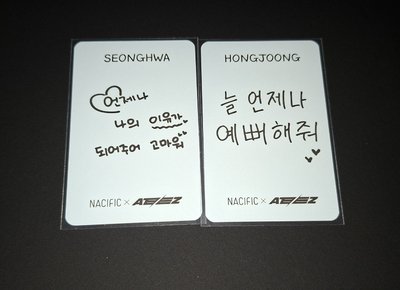 SEONGHWA
언제나
나의 이유가
되어주어 고마워
NACIFIC × ATEEZ
HONGJOONG
늘 언제나
예뻐해줘
NACIFIC × ATEEZ